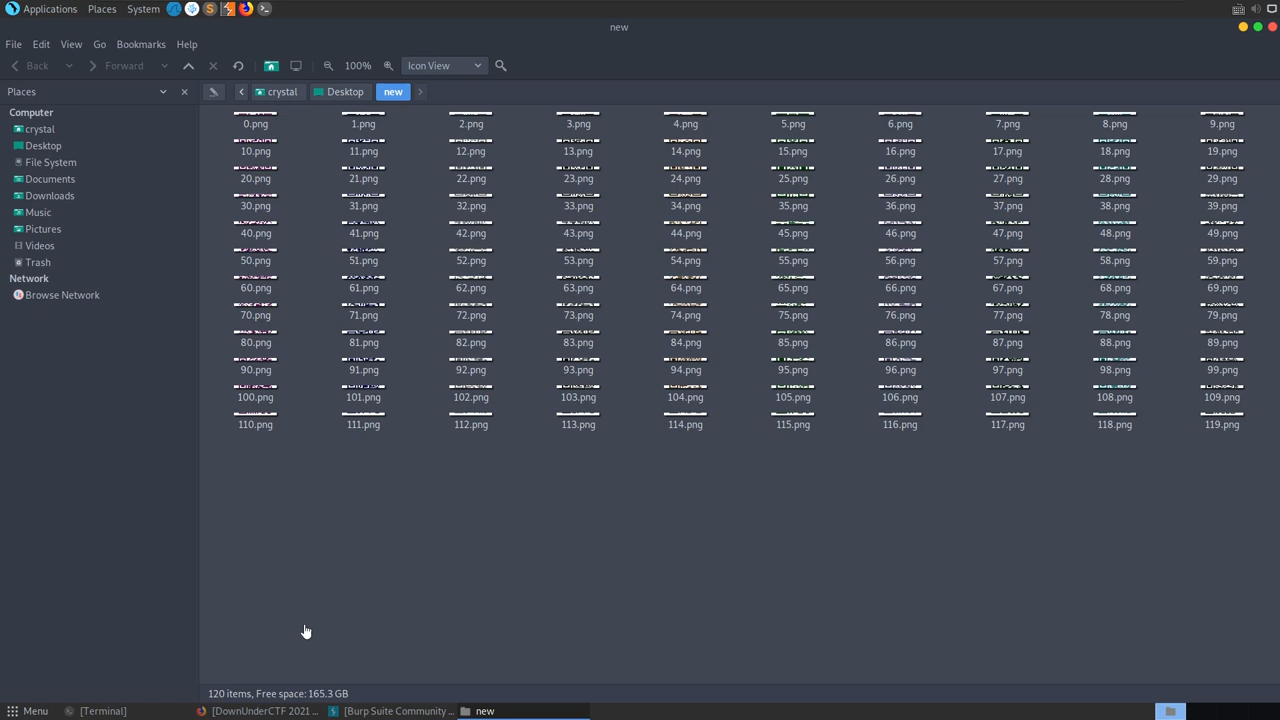 Applications Places System
new
File Edit View Go Bookmarks Help
Back Forward 100% Icon View
Places crystal Desktop new
Computer
crystal
Desktop
File System
Documents
Downloads
Music
Pictures
Videos
Trash
Network
Browse Network
0.png 1.png 2.png 3.png 4.png 5.png 6.png 7.png 8.png 9.png
10.png 11.png 12.png 13.png 14.png 15.png 16.png 17.png 18.png 19.png
20.png 21.png 22.png 23.png 24.png 25.png 26.png 27.png 28.png 29.png
30.png 31.png 32.png 33.png 34.png 35.png 36.png 37.png 38.png 39.png
40.png 41.png 42.png 43.png 44.png 45.png 46.png 47.png 48.png 49.png
50.png 51.png 52.png 53.png 54.png 55.png 56.png 57.png 58.png 59.png
60.png 61.png 62.png 63.png 64.png 65.png 66.png 67.png 68.png 69.png
70.png 71.png 72.png 73.png 74.png 75.png 76.png 77.png 78.png 79.png
80.png 81.png 82.png 83.png 84.png 85.png 86.png 87.png 88.png 89.png
90.png 91.png 92.png 93.png 94.png 95.png 96.png 97.png 98.png 99.png
100.png 101.png 102.png 103.png 104.png 105.png 106.png 107.png 108.png 109.png
110.png 111.png 112.png 113.png 114.png 115.png 116.png 117.png 118.png 119.png
120 items, Free space: 165.3 GB
Menu [Terminal] [DownUnderCTF 2021 ... [Burp Suite Community ... new